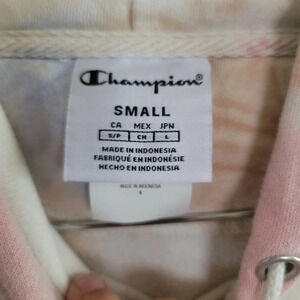 Champion®
SMALL
CA MEX JPN
S/P CH L
MADE IN INDONESIA
FABRIQUÉ EN INDONÉSIE
HECHO EN INDONESIA
MADE IN INDONESIA